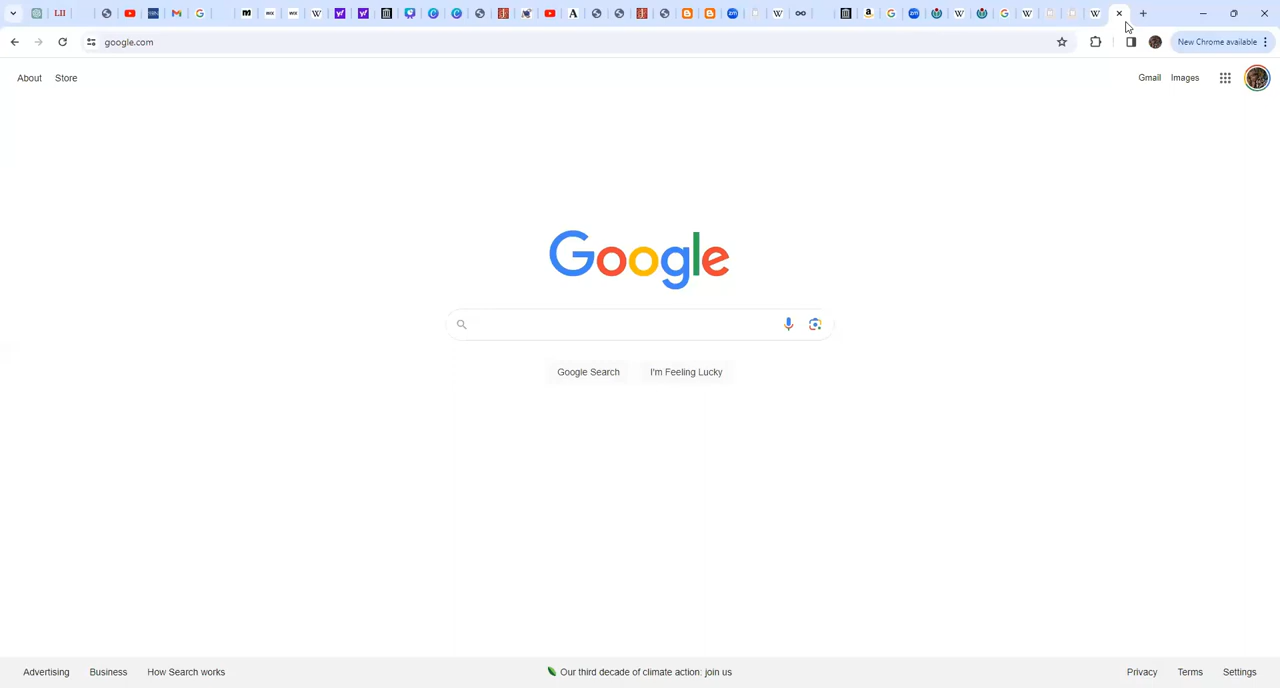 google.com
New Chrome available
About Store
Gmail Images
Google
Google Search I'm Feeling Lucky
Advertising Business How Search works
Our third decade of climate action: join us
Privacy Terms Settings